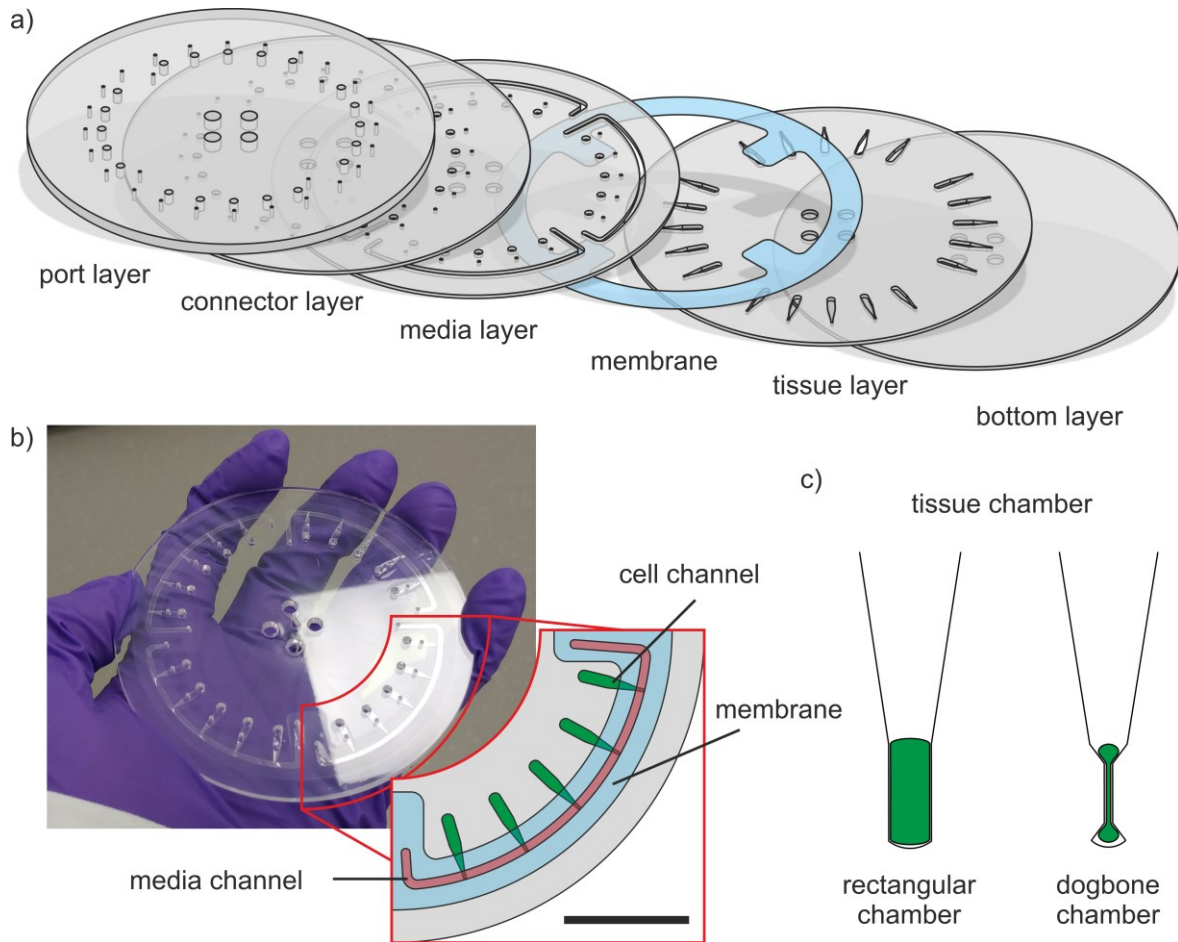 a)
port layer
connector layer
media layer
membrane
tissue layer
bottom layer
b)
cell channel
membrane
media channel
c)
tissue chamber
rectangular
chamber
dogbone
chamber